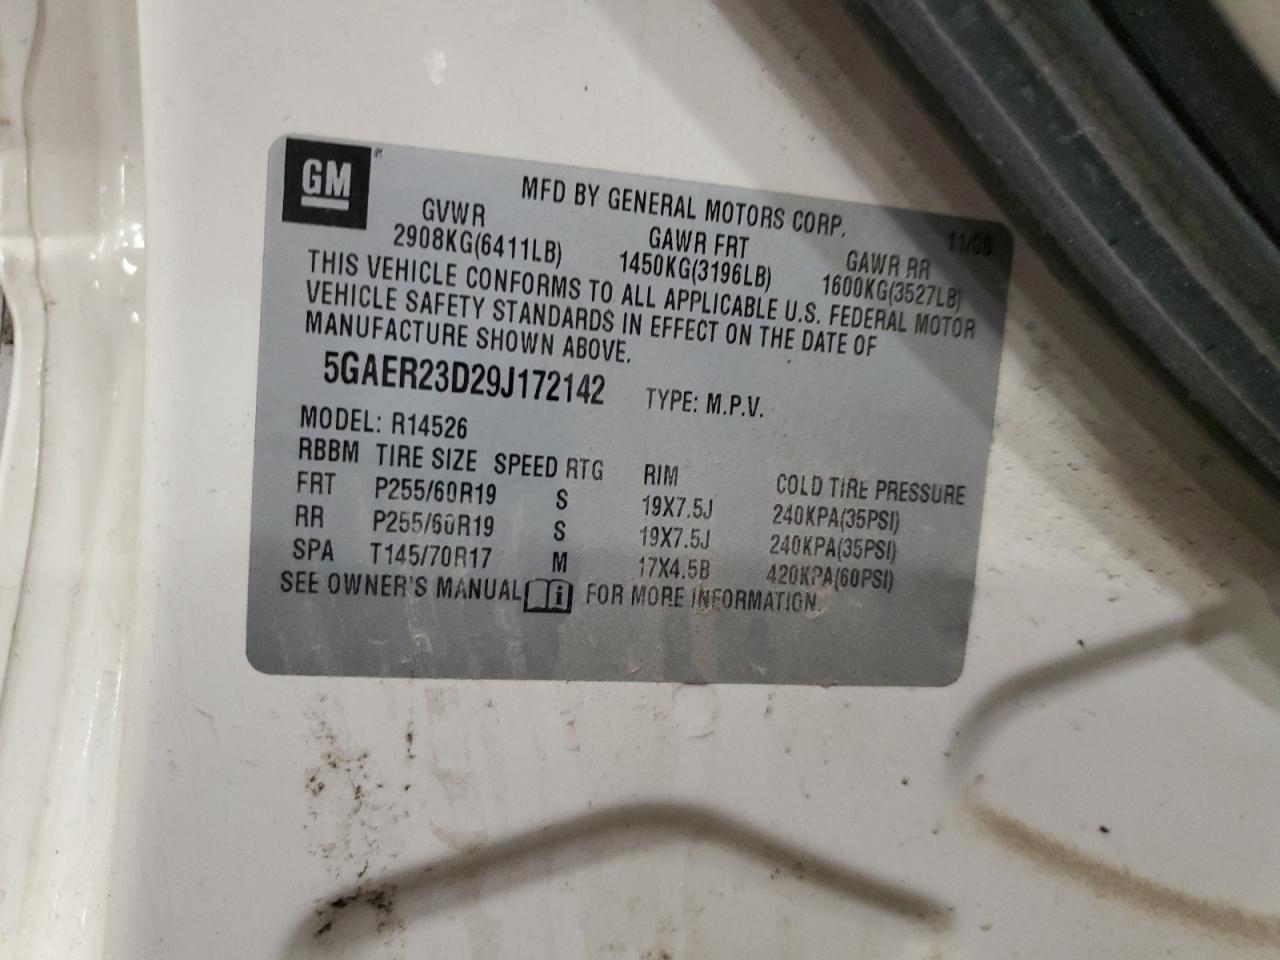 GM
MFD BY GENERAL MOTORS CORP. 11/08
GVWR GAWR FRT GAWR RR
2908KG(6411LB) 1450KG(3196LB) 1600KG(3527LB)
THIS VEHICLE CONFORMS TO ALL APPLICABLE U.S. FEDERAL MOTOR
VEHICLE SAFETY STANDARDS IN EFFECT ON THE DATE OF
MANUFACTURE SHOWN ABOVE.
5GAER23D29J172142 TYPE: M.P.V.
MODEL: R14526
RBBM TIRE SIZE SPEED RTG RIM COLD TIRE PRESSURE
FRT P255/60R19 S 19X7.5J 240KPA(35PSI)
RR P255/60R19 S 19X7.5J 240KPA(35PSI)
SPA T145/70R17 M 17X4.5B 420KPA(60PSI)
SEE OWNER'S MANUAL i FOR MORE INFORMATION.